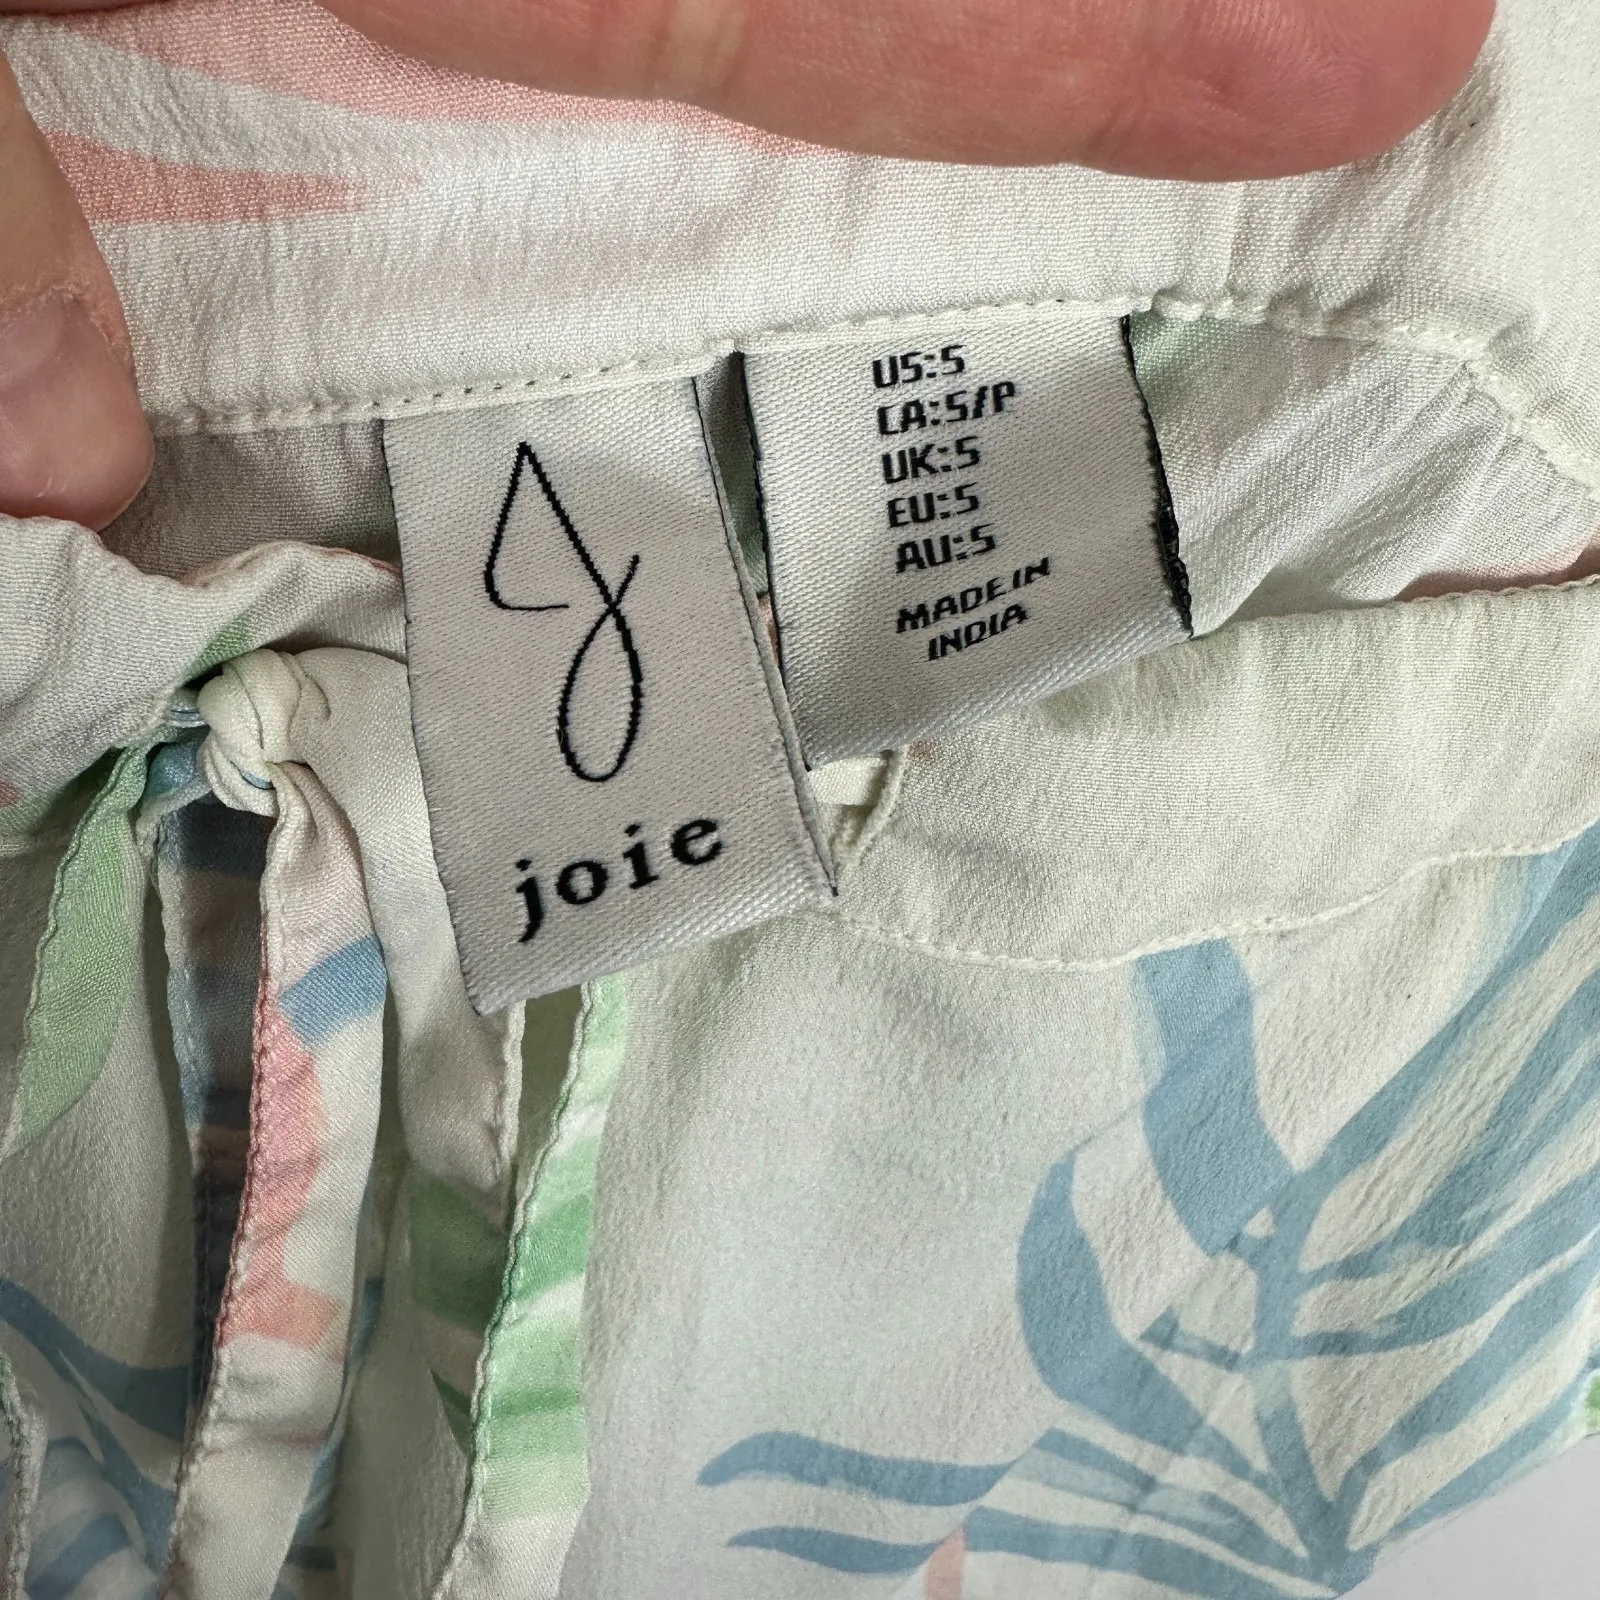 joie
US:S
CA:S/P
UK:S
EU:S
AU:S
MADE IN
INDIA